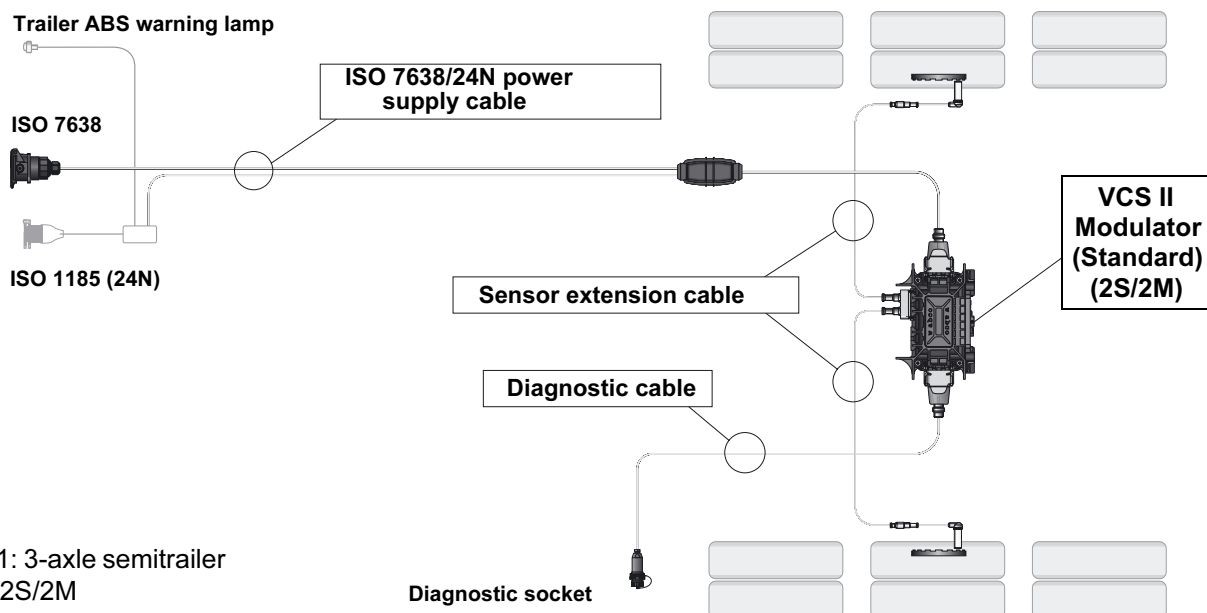 Trailer ABS warning lamp
ISO 7638/24N power
supply cable
ISO 7638
VCS II
Modulator
(Standard)
(2S/2M)
ISO 1185 (24N)
Sensor extension cable
Diagnostic cable
1: 3-axle semitrailer
2S/2M
Diagnostic socket